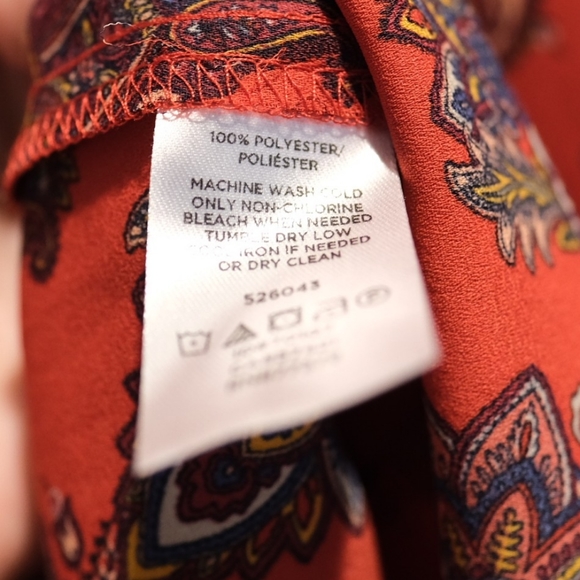 100% POLYESTER/
POLIÉSTER
MACHINE WASH COLD
ONLY NON-CHLORINE
BLEACH WHEN NEEDED
TUMBLE DRY LOW
COOL IRON IF NEEDED
OR DRY CLEAN
526043